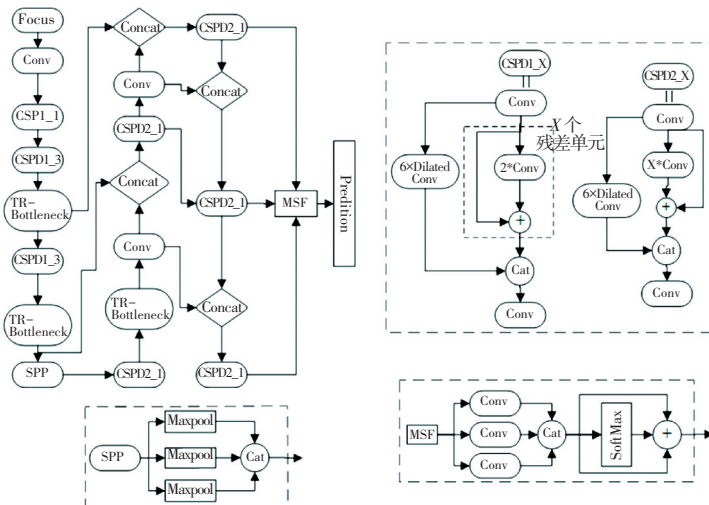 Focus
Conv
CSP1_1
CSPD1_3
TR-
Bottleneck
CSPD1_3
TR-
Bottleneck
SPP
Concat
Conv
CSPD2_1
Concat
Conv
TR-
Bottleneck
CSPD2_1
CSPD2_1
Concat
CSPD2_1
Concat
CSPD2_1
MSF
Predition
CSPD1_X
Conv
X个
残差单元
6×Dilated
Conv
2*Conv
+
Cat
Conv
CSPD2_X
Conv
X*Conv
6×Dilated
Conv
+
Cat
Conv
SPP
Maxpool
Maxpool
Maxpool
Cat
MSF
Conv
Conv
Conv
Cat
SoftMax
+